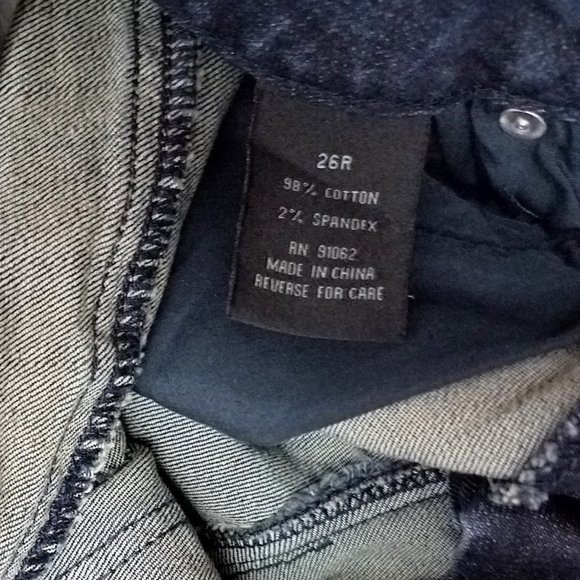 26R
98% COTTON
2% SPANDEX
RN 91062
MADE IN CHINA
REVERSE FOR CARE